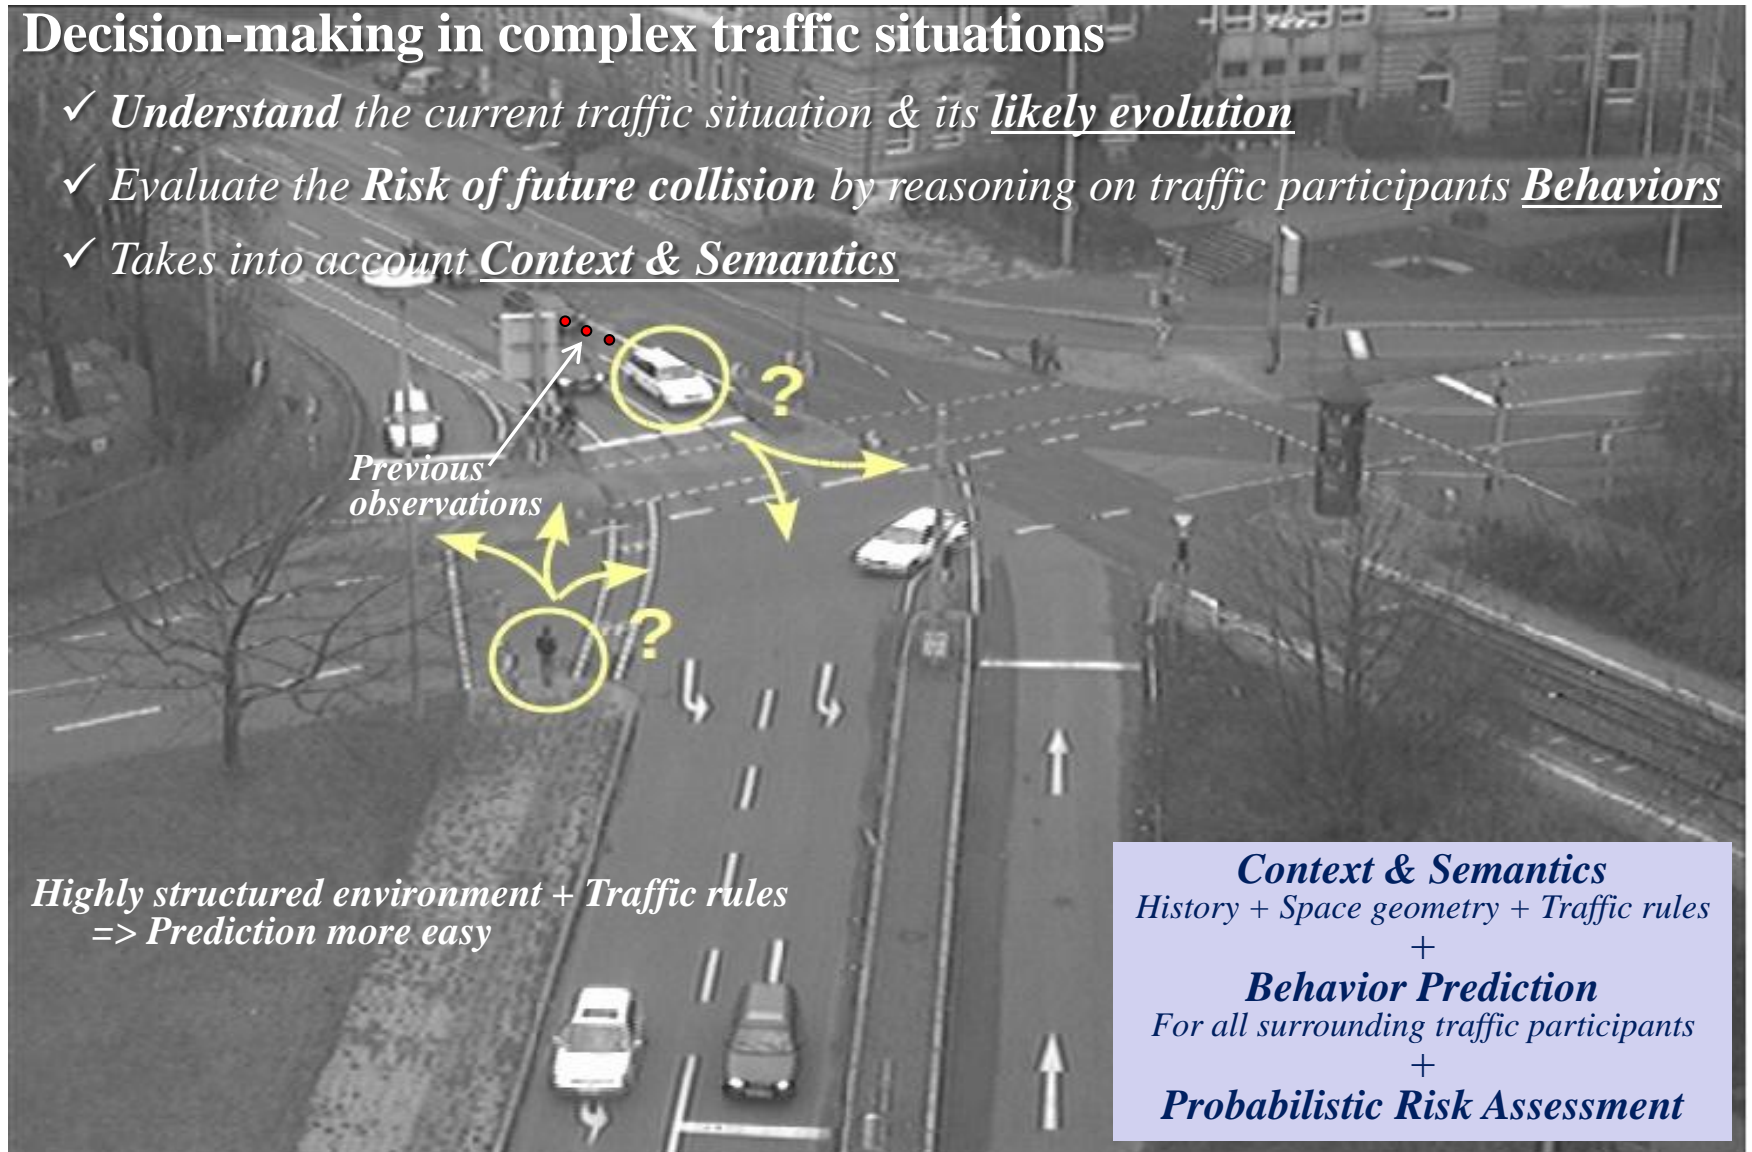 Decision-making in complex traffic situations
✓ Understand the current traffic situation & its likely evolution
✓ Evaluate the Risk of future collision by reasoning on traffic participants Behaviors
✓ Takes into account Context & Semantics
?
Previous
observations
?
Highly structured environment + Traffic rules
=> Prediction more easy
Context & Semantics
History + Space geometry + Traffic rules
+
Behavior Prediction
For all surrounding traffic participants
+
Probabilistic Risk Assessment